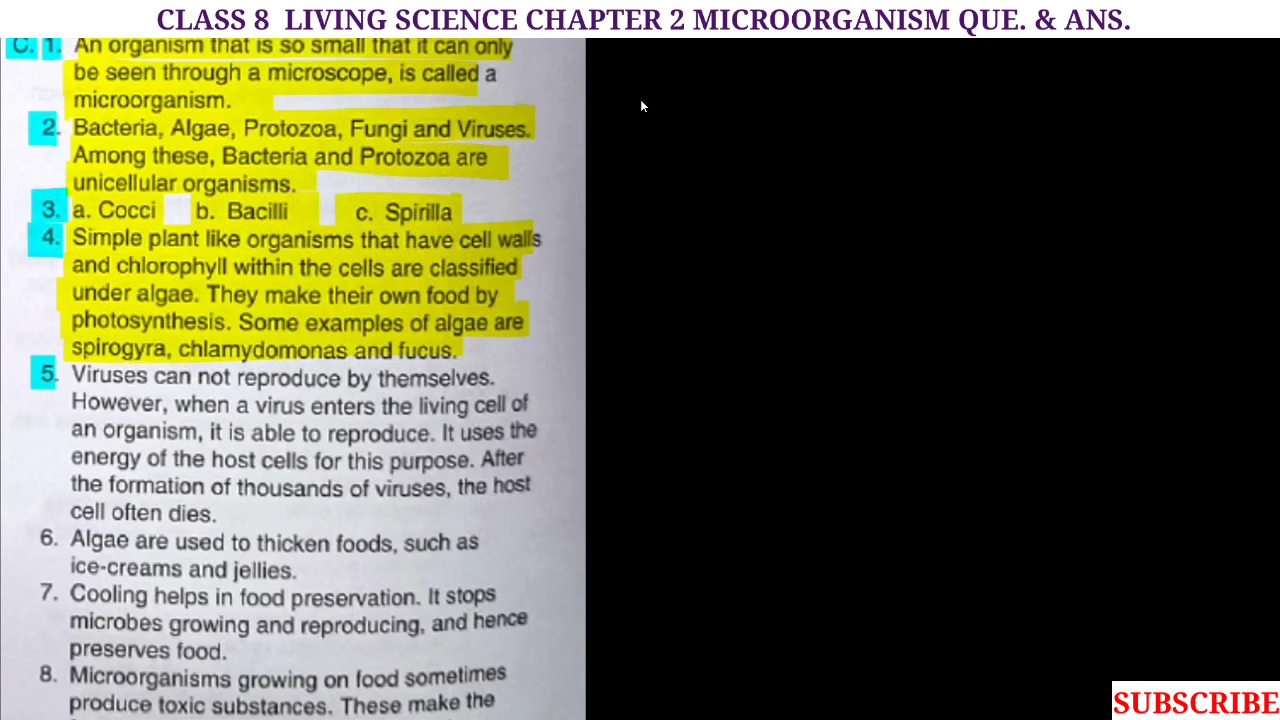 CLASS 8 LIVING SCIENCE CHAPTER 2 MICROORGANISM QUE. & ANS.
C. 1. An organism that is so small that it can only
be seen through a microscope, is called a
microorganism.
2. Bacteria, Algae, Protozoa, Fungi and Viruses.
Among these, Bacteria and Protozoa are
unicellular organisms.
3. a. Cocci b. Bacilli c. Spirilla
4. Simple plant like organisms that have cell walls
and chlorophyll within the cells are classified
under algae. They make their own food by
photosynthesis. Some examples of algae are
spirogyra, chlamydomonas and fucus.
5. Viruses can not reproduce by themselves.
However, when a virus enters the living cell of
an organism, it is able to reproduce. It uses the
energy of the host cells for this purpose. After
the formation of thousands of viruses, the host
cell often dies.
6. Algae are used to thicken foods, such as
ice-creams and jellies.
7. Cooling helps in food preservation. It stops
microbes growing and reproducing, and hence
preserves food.
8. Microorganisms growing on food sometimes
produce toxic substances. These make the
SUBSCRIBE